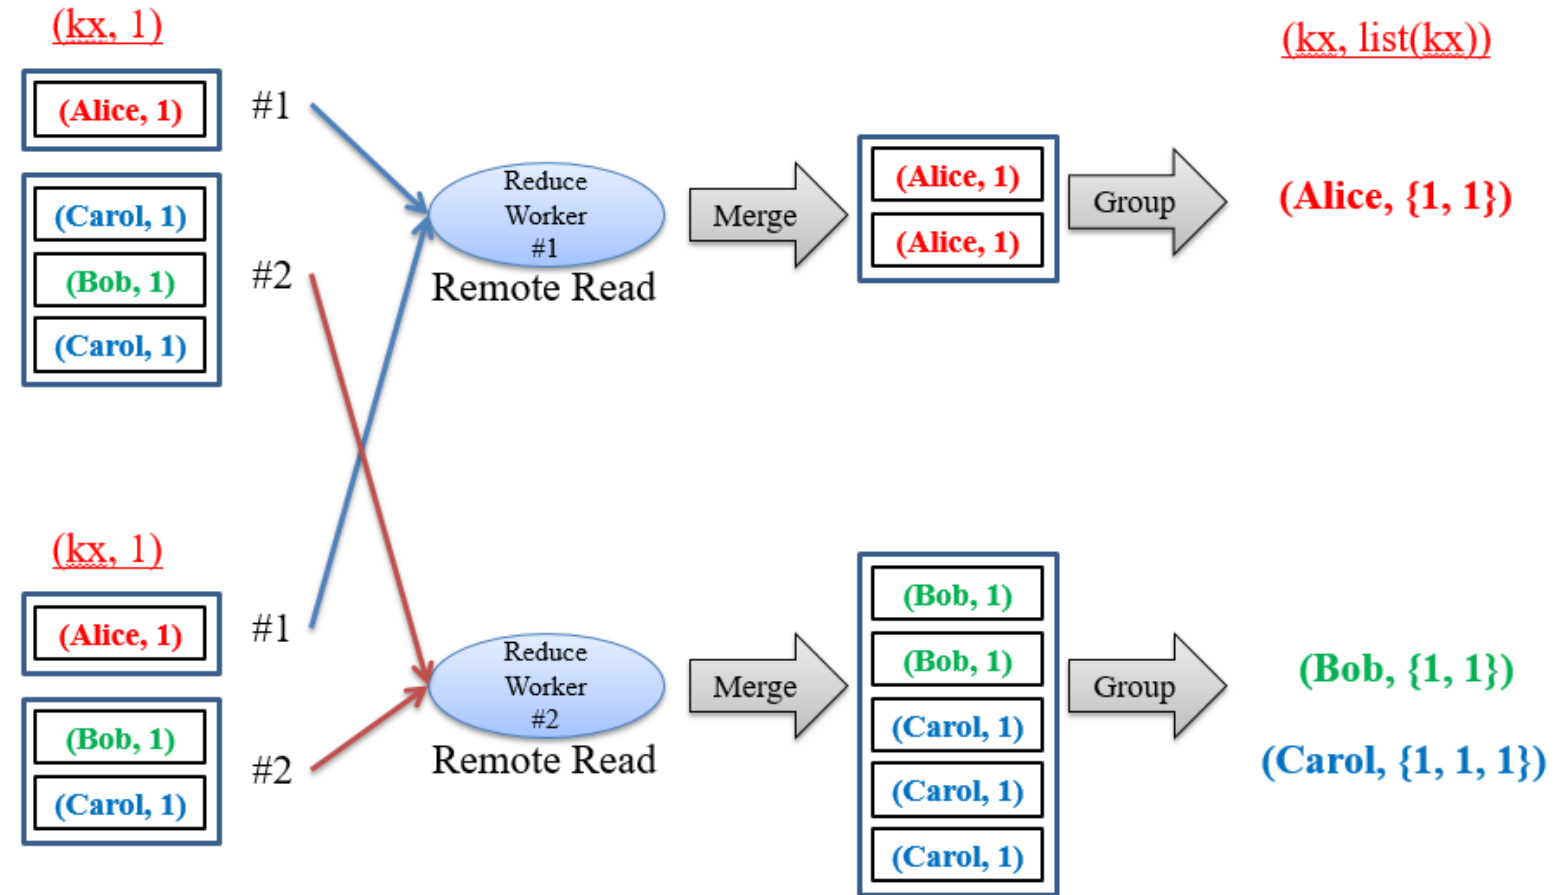 (kx, 1)
(Alice, 1)
#1
(Carol, 1)
(Bob, 1)
(Carol, 1)
#2
Reduce
Worker
#1
Remote Read
Merge
(Alice, 1)
(Alice, 1)
Group
(kx, list(kx))
(Alice, {1, 1})
(kx, 1)
(Alice, 1)
#1
(Bob, 1)
(Carol, 1)
#2
Reduce
Worker
#2
Remote Read
Merge
(Bob, 1)
(Bob, 1)
(Carol, 1)
(Carol, 1)
(Carol, 1)
Group
(Bob, {1, 1})
(Carol, {1, 1, 1})